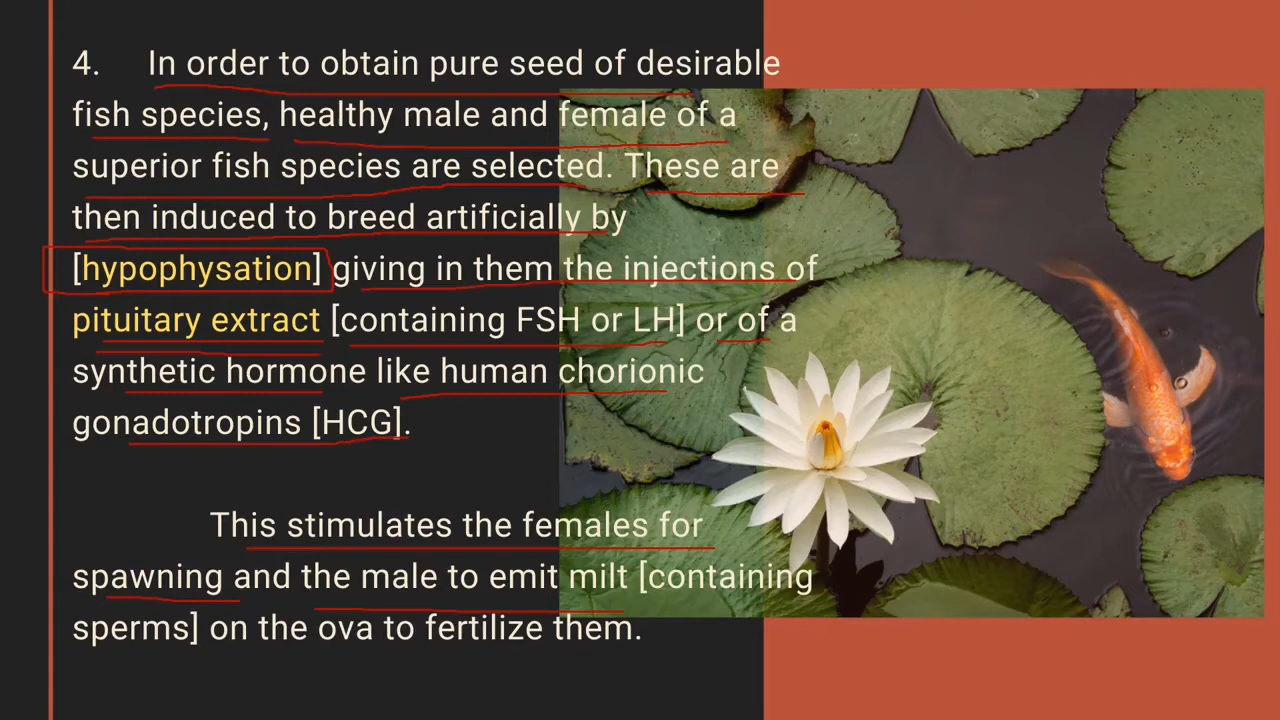 4. In order to obtain pure seed of desirable
fish species, healthy male and female of a
superior fish species are selected. These are
then induced to breed artificially by
[hypophysation] giving in them the injections of
pituitary extract [containing FSH or LH] or of a
synthetic hormone like human chorionic
gonadotropins [HCG].
This stimulates the females for
spawning and the male to emit milt [containing
sperms] on the ova to fertilize them.